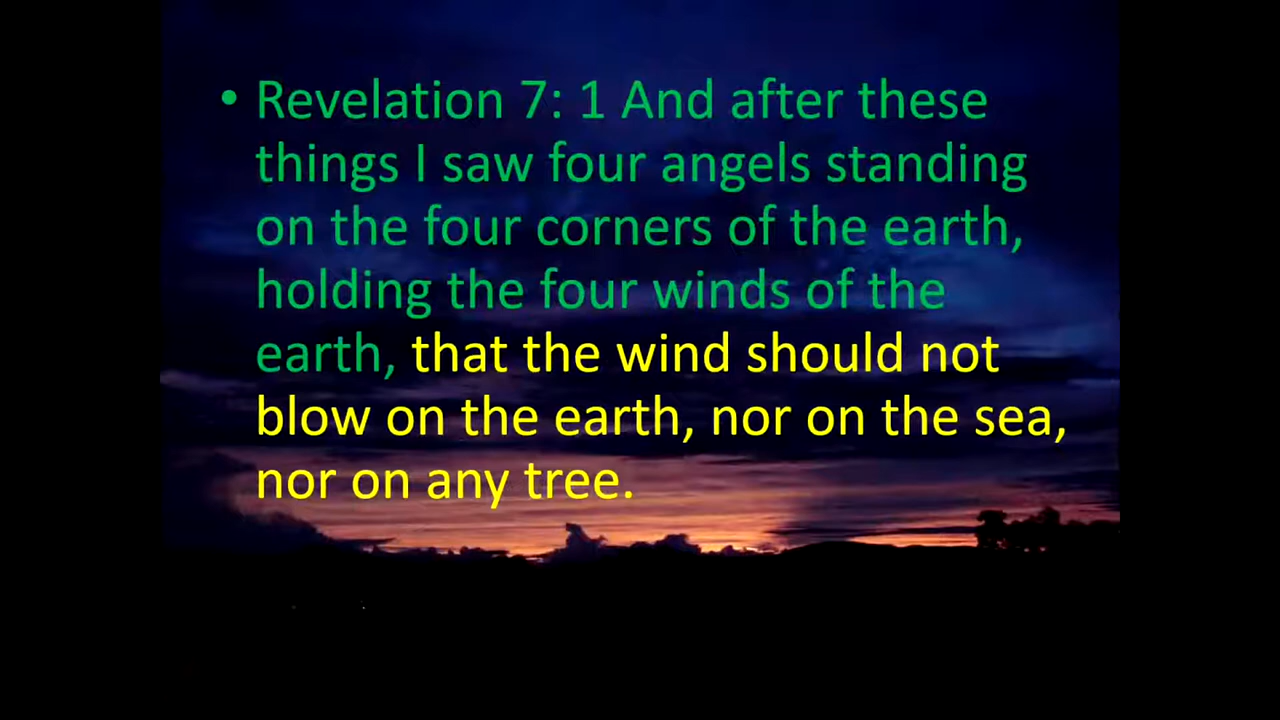 • Revelation 7: 1 And after these
things I saw four angels standing
on the four corners of the earth,
holding the four winds of the
earth, that the wind should not
blow on the earth, nor on the sea,
nor on any tree.